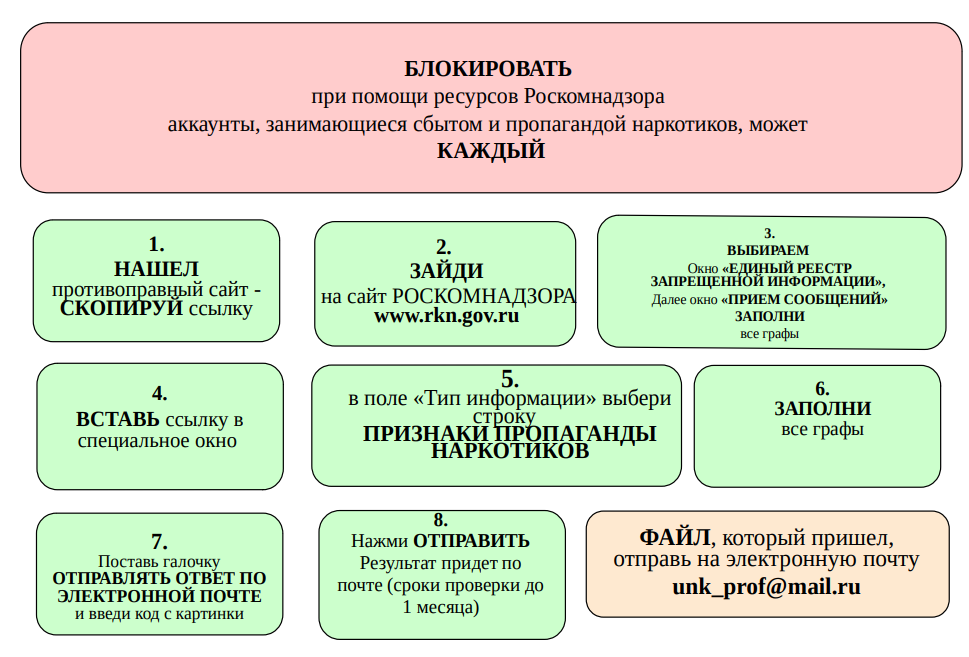 БЛОКИРОВАТЬ
при помощи ресурсов Роскомнадзора
аккаунты, занимающиеся сбытом и пропагандой наркотиков, может
КАЖДЫЙ
1.
НАШЕЛ
противоправный сайт -
СКОПИРУЙ ссылку
2.
ЗАЙДИ
на сайт РОСКОМНАДЗОРА
www.rkn.gov.ru
3.
ВЫБИРАЕМ
Окно «ЕДИНЫЙ РЕЕСТР
ЗАПРЕЩЕННОЙ ИНФОРМАЦИИ»,
Далее окно «ПРИЕМ СООБЩЕНИЙ»
ЗАПОЛНИ
все графы
4.
ВСТАВЬ ссылку в
специальное окно
5.
в поле «Тип информации» выбери
строку
ПРИЗНАКИ ПРОПАГАНДЫ
НАРКОТИКОВ
6.
ЗАПОЛНИ
все графы
7.
Поставь галочку
ОТПРАВЛЯТЬ ОТВЕТ ПО
ЭЛЕКТРОННОЙ ПОЧТЕ
и введи код с картинки
8.
Нажми ОТПРАВИТЬ
Результат придет по
почте (сроки проверки до
1 месяца)
ФАЙЛ, который пришел,
отправь на электронную почту
unk_prof@mail.ru